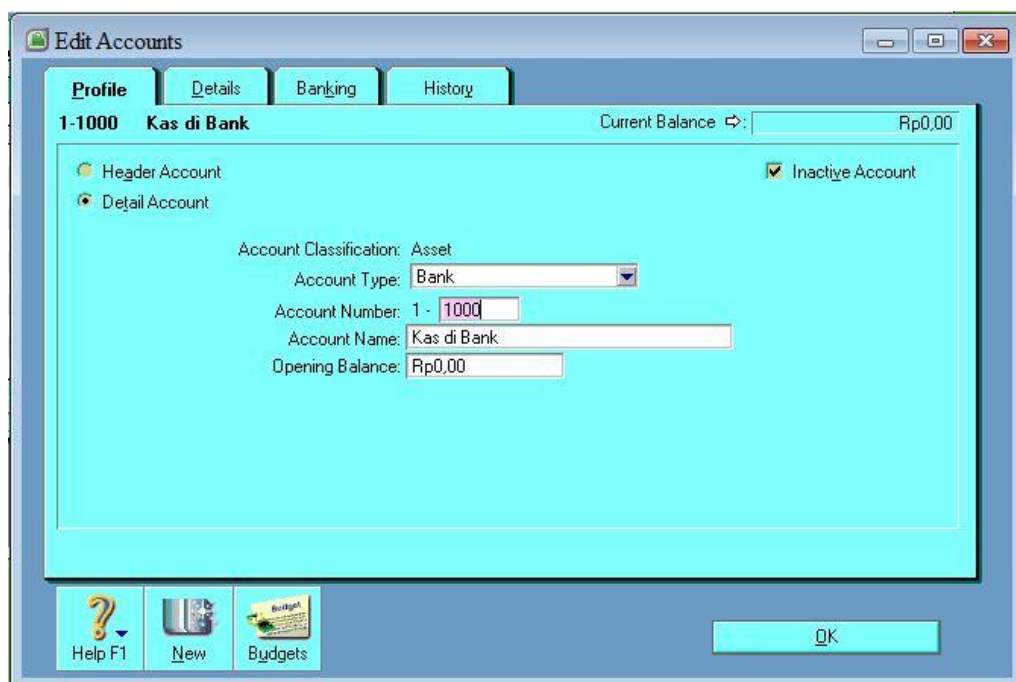 Edit Accounts
Profile Details Banking History
1-1000 Kas di Bank Current Balance ⇨: Rp0,00
Header Account Inactive Account
Detail Account
Account Classification: Asset
Account Type: Bank
Account Number: 1 - 1000
Account Name: Kas di Bank
Opening Balance: Rp0,00
Budget
Help F1 New Budgets OK